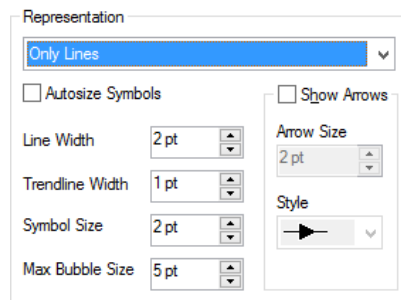 Representation
Only Lines
Autosize Symbols
Show Arrows
Line Width 2 pt
Arrow Size
2 pt
Trendline Width 1 pt
Style
Symbol Size 2 pt
Max Bubble Size 5 pt